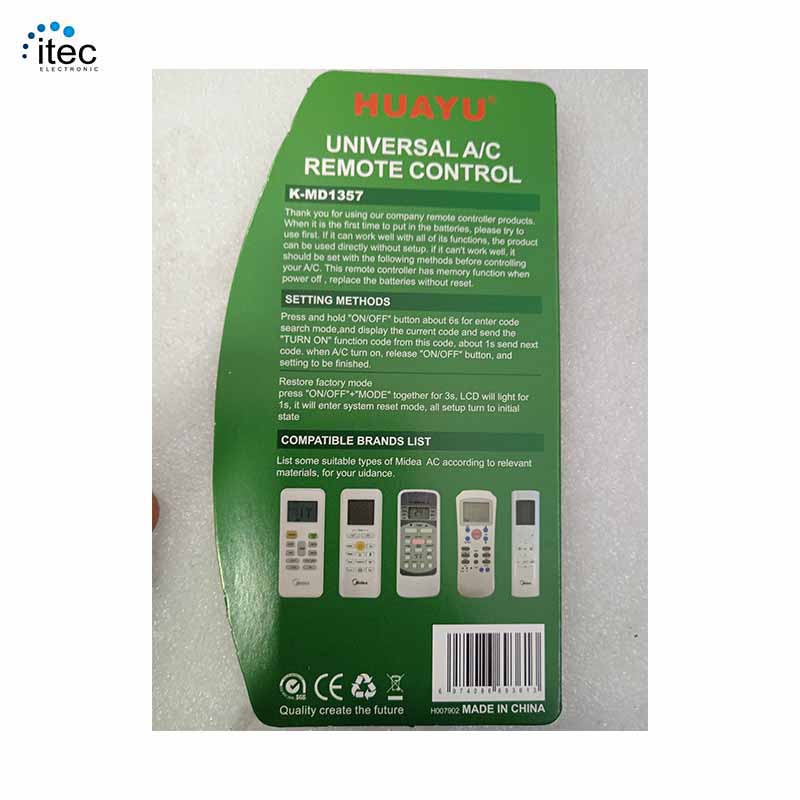 itec
ELECTRONIC
HUAYU®
UNIVERSAL A/C
REMOTE CONTROL
K-MD1357
Thank you for using our company remote controller products.
When it is the first time to put in the batteries, please try to
use first. If it can work well with all of its functions, the product
can be used directly without setup. if it can't work well, it
should be set with the following methods before controlling
your A/C. This remote controller has memory function when
power off , replace the batteries without reset.
SETTING METHODS
Press and hold "ON/OFF" button about 6s for enter code
search mode,and display the current code and send the
"TURN ON" function code from this code, about 1s send next
code. when A/C turn on, release "ON/OFF" button, and
setting to be finished.
Restore factory mode
press "ON/OFF"+"MODE" together for 3s, LCD will light for
1s, it will enter system reset mode, all setup turn to initial
state
COMPATIBLE BRANDS LIST
List some suitable types of Midea AC according to relevant
materials, for your uidance.
Midea
Midea
Midea
Midea
SGS
CE
Quality create the future
H007902 MADE IN CHINA